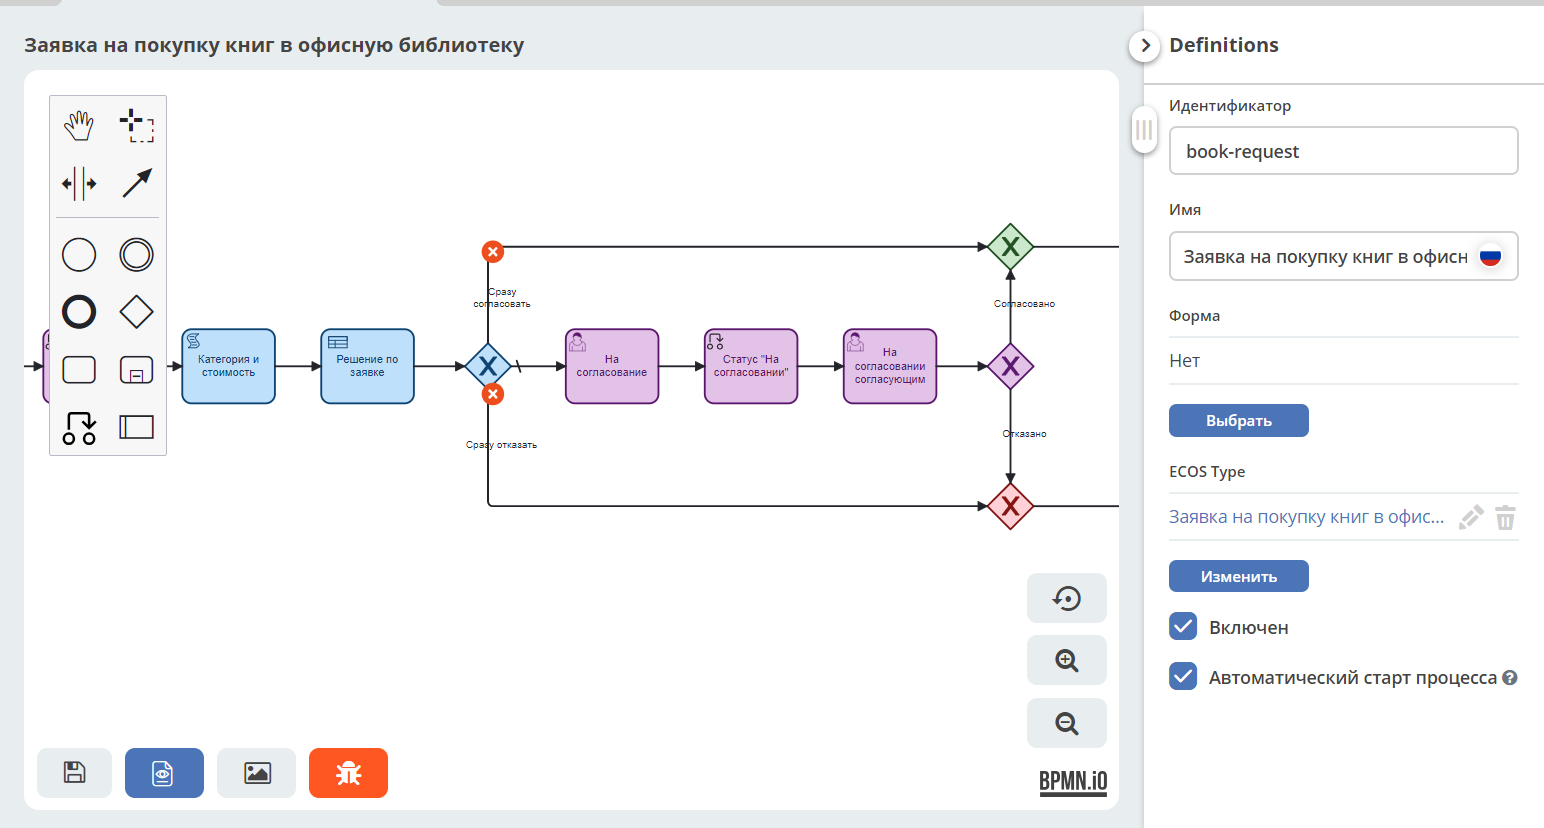 Заявка на покупку книг в офисную библиотеку
Definitions
Идентификатор
book-request
Имя
Заявка на покупку книг в офисн
Форма
Нет
Выбрать
ECOS Type
Заявка на покупку книг в офис...
Изменить
Включен
Автоматический старт процесса
Сразу
согласовать
Согласовано
Категория и
стоимость
Решение по
заявке
На
согласование
Статус "На
согласовании"
На
согласовании
согласующим
Сразу отказать
Отказано
BPMN.iO